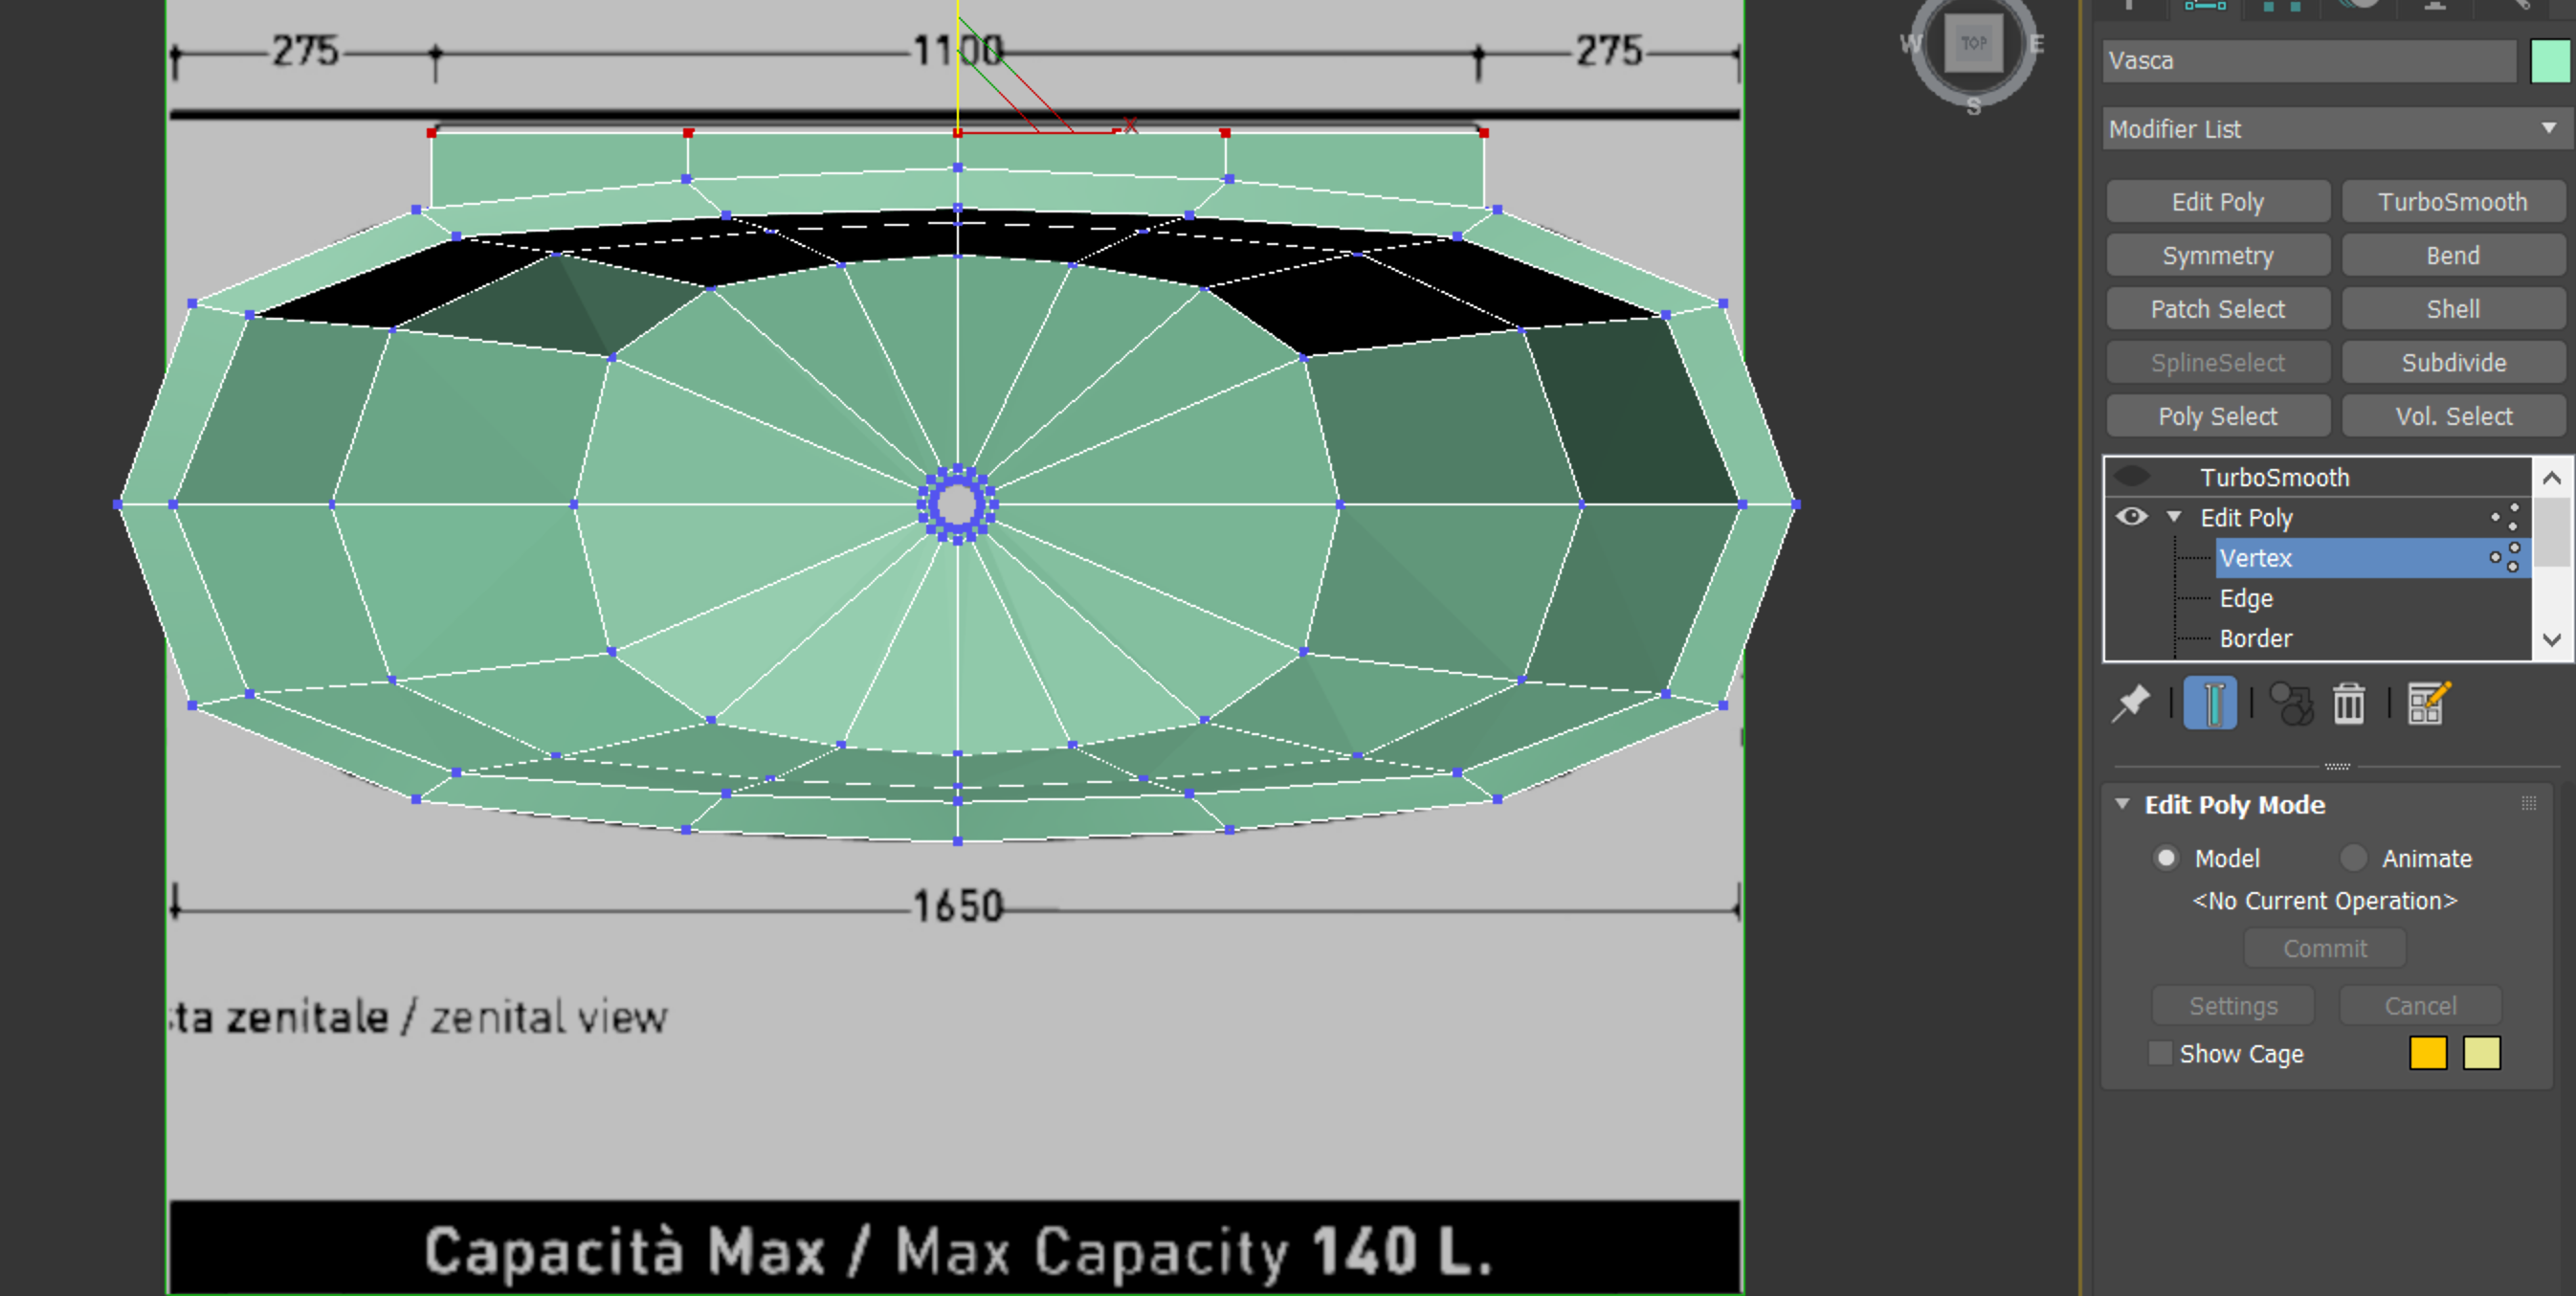 275
1100
275
1650
sta zenitale / zenital view
Capacità Max / Max Capacity 140 L.
X
TOP
W
E
S
Vasca
Modifier List
Edit Poly
TurboSmooth
Symmetry
Bend
Patch Select
Shell
SplineSelect
Subdivide
Poly Select
Vol. Select
TurboSmooth
Edit Poly
Vertex
Edge
Border
Edit Poly Mode
Model
Animate
<No Current Operation>
Commit
Settings
Cancel
Show Cage